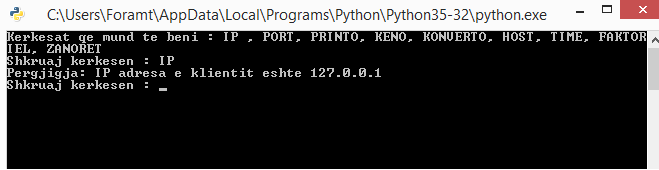 C:\Users\Foramt\AppData\Local\Programs\Python\Python35-32\python.exe
Kerkesat qe mund te beni : IP , PORT, PRINTO, KENO, KONUERTO, HOST, TIME, FAKTOR
IEL, ZANORET
Shkruaj kerkesen : IP
Pergjigja: IP adresa e klientit eshte 127.0.0.1
Shkruaj kerkesen : _